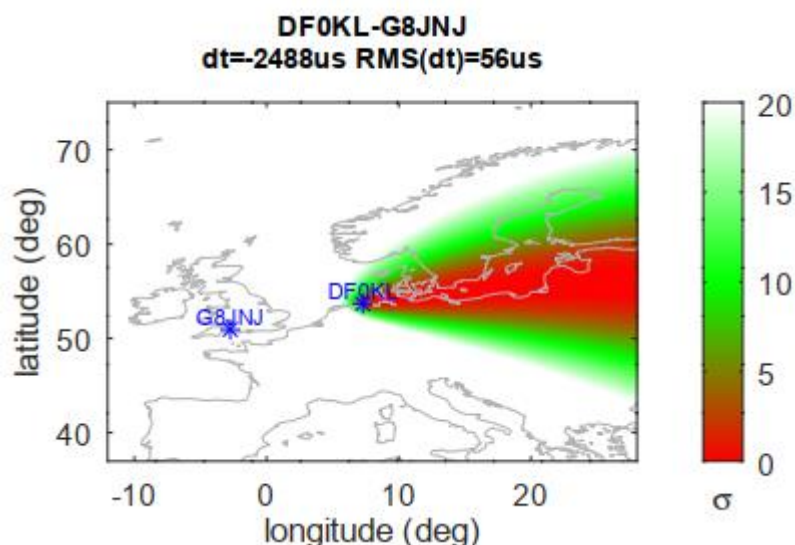 DF0KL-G8JNJ
dt=-2488us RMS(dt)=56us
70
60
50
40
latitude (deg)
DF0KL
G8JNJ
-10 0 10 20
longitude (deg)
20
15
10
5
0
σ